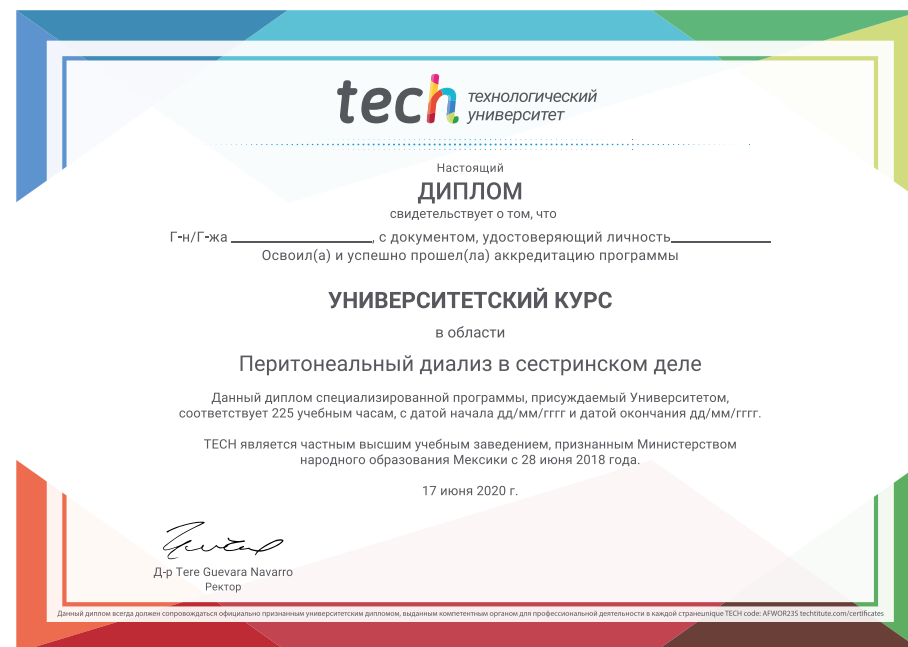 tech технологический
университет
Настоящий
ДИПЛОМ
свидетельствует о том, что
Г-н/Г-жа ____________________, с документом, удостоверяющий личность______________
Освоил(а) и успешно прошел(ла) аккредитацию программы
УНИВЕРСИТЕТСКИЙ КУРС
в области
Перитонеальный диализ в сестринском деле
Данный диплом специализированной программы, присуждаемый Университетом,
соответствует 225 учебным часам, с датой начала дд/мм/гггг и датой окончания дд/мм/гггг.
TECH является частным высшим учебным заведением, признанным Министерством
народного образования Мексики с 28 июня 2018 года.
17 июня 2020 г.
Д-р Tere Guevara Navarro
Ректор
Данный диплом всегда должен сопровождаться официально признанным университетским дипломом, выданным компетентным органом для профессиональной деятельности в каждой странеunique TECH code: AFWOR23S techtitute.com/certificates